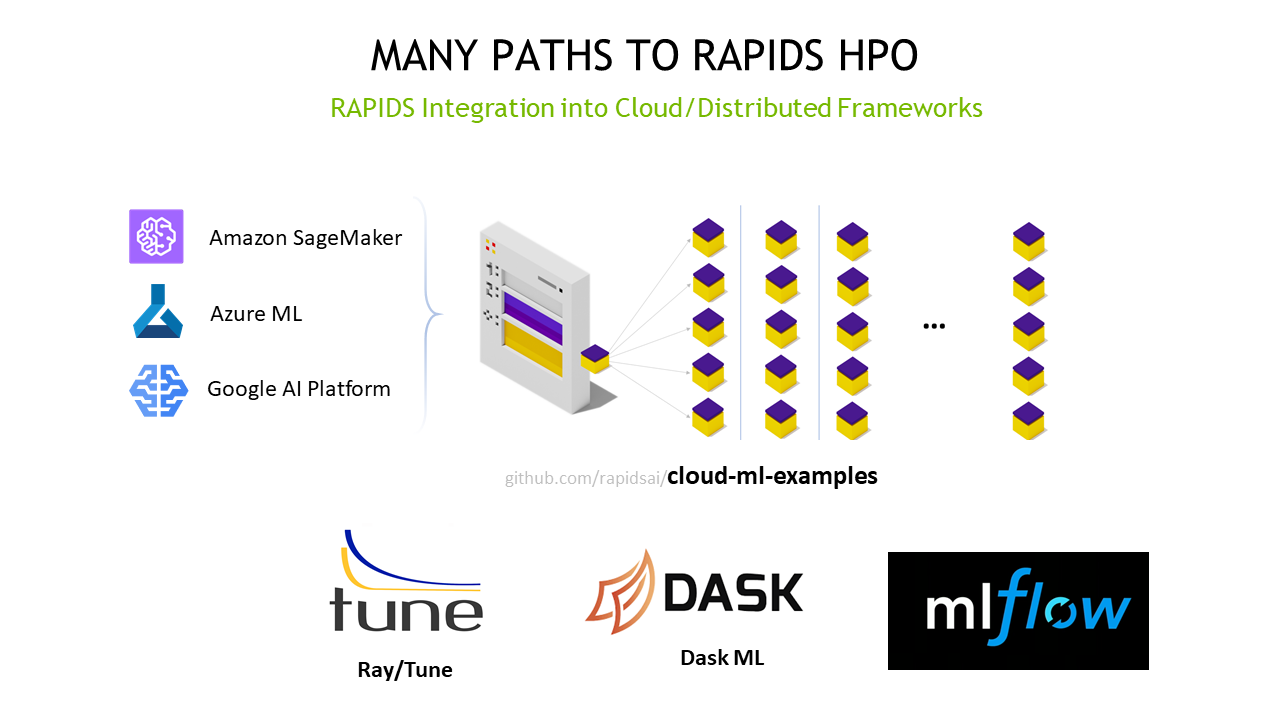 MANY PATHS TO RAPIDS HPO
RAPIDS Integration into Cloud/Distributed Frameworks
Amazon SageMaker
Azure ML
Google AI Platform
...
github.com/rapidsai/cloud-ml-examples
tune
Ray/Tune
DASK
Dask ML
mlflow